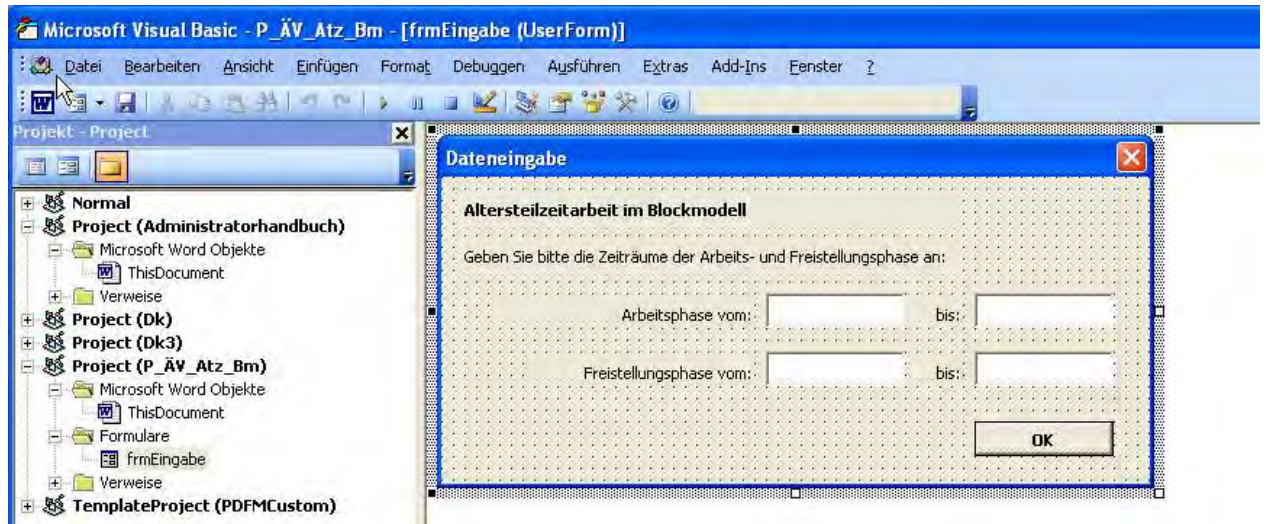 Microsoft Visual Basic - P_ÄV_Atz_Bm - [frmEingabe (UserForm)]
Datei Bearbeiten Ansicht Einfügen Format Debuggen Ausführen Extras Add-Ins Fenster ?
Projekt - Project
Normal
Project (Administratorhandbuch)
Microsoft Word Objekte
ThisDocument
Verweise
Project (Dk)
Project (Dk3)
Project (P_ÄV_Atz_Bm)
Microsoft Word Objekte
ThisDocument
Formulare
frmEingabe
Verweise
TemplateProject (PDFMCustom)
Dateneingabe
Altersteilzeitarbeit im Blockmodell
Geben Sie bitte die Zeiträume der Arbeits- und Freistellungsphase an:
Arbeitsphase vom: bis:
Freistellungsphase vom: bis:
OK